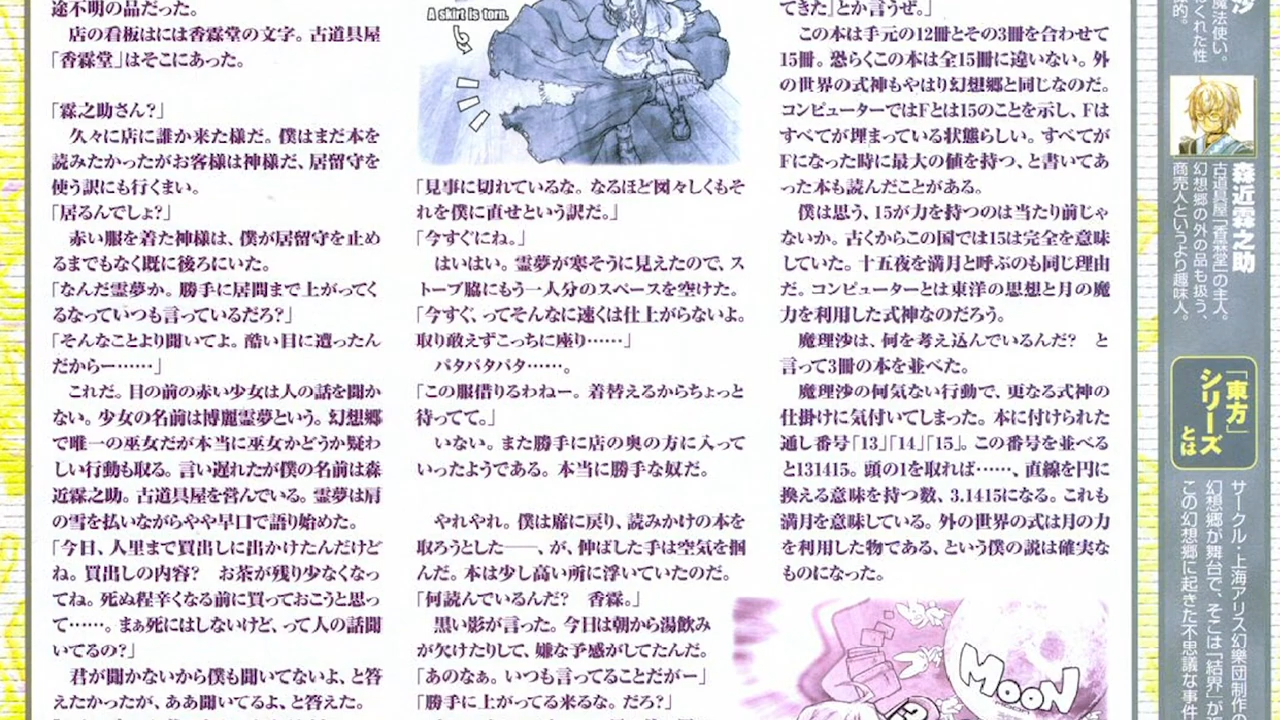 途不明の品だった。
　店の看板はには香霖堂の文字。古道具屋
「香霖堂」はそこにあった。
「霖之助さん？」
　久々に店に誰か来た様だ。僕はまだ本を
読みたかったがお客様は神様だ、居留守を
使う訳にも行くまい。
「居るんでしょ？」
　赤い服を着た神様は、僕が居留守を止め
るまでもなく既に後ろにいた。
「なんだ霊夢か。勝手に居間まで上がってく
るなっていつも言っているだろ？」
「そんなことより聞いてよ。酷い目に遭ったん
だからー……」
　これだ。目の前の赤い少女は人の話を聞か
ない。少女の名前は博麗霊夢という。幻想郷
で唯一の巫女だが本当に巫女かどうか疑わ
しい行動も取る。言い遅れたが僕の名前は森
近霖之助。古道具屋を営んでいる。霊夢は肩
の雪を払いながらやや早口で語り始めた。
「今日、人里まで買出しに出かけたんだけど
ね。買出しの内容？　お茶が残り少なくなっ
てね。死ぬ程辛くなる前に買っておこうと思っ
て……。まぁ死にはしないけど、って人の話聞
いてるの？」
　君が聞かないから僕も聞いてないよ、と答
えたかったが、ああ聞いてるよ、と答えた。
A skirt is torn.
「見事に切れているな。なるほど図々しくもそ
れを僕に直せという訳だ。」
「今すぐにね。」
　はいはい。霊夢が寒そうに見えたので、ス
トーブ脇にもう一人分のスペースを空けた。
「今すぐ、ってそんなに速くは仕上がらないよ。
取り敢えずこっちに座り……」
　パタパタパタ……。
「この服借りるわねー。着替えるからちょっと
待ってて。」
　いない。また勝手に店の奥の方に入って
いったようである。本当に勝手な奴だ。
　やれやれ。僕は席に戻り、読みかけの本を
取ろうとした――、が、伸ばした手は空気を掴
んだ。本は少し高い所に浮いていたのだ。
「何読んでいるんだ？　香霖。」
　黒い影が言った。今日は朝から湯飲み
が欠けたりして、嫌な予感がしてたんだ。
「あのなぁ。いつも言ってることだがー」
「勝手に上がって来るな。だろ？」
てきた』とか言うぜ。」
　この本は手元の12冊とその3冊を合わせて
15冊。恐らくこの本は全15冊に違いない。外
の世界の式神もやはり幻想郷と同じなのだ。
コンピューターではFとは15のことを示し、Fは
すべてが埋まっている状態らしい。すべてが
Fになった時に最大の値を持つ、と書いてあ
った本も読んだことがある。
　僕は思う、15が力を持つのは当たり前じゃ
ないか。古くからこの国では15は完全を意味
していた。十五夜を満月と呼ぶのも同じ理由
だ。コンピューターとは東洋の思想と月の魔
力を利用した式神なのだろう。
　魔理沙は、何を考え込んでいるんだ？　と
言って3冊の本を並べた。
　魔理沙の何気ない行動で、更なる式神の
仕掛けに気付いてしまった。本に付けられた
通し番号「13」「14」「15」。この番号を並べる
と131415。頭の1を取れば……、直線を円に
換える意味を持つ数、3.1415になる。これも
満月を意味している。外の世界の式は月の力
を利用した物である、という僕の説は確実な
ものになった。
MOON
13
沙
魔法使い。
くれた性
的。
森近霖之助
古道具屋「香霖堂」の主人。
幻想郷の外の品も扱う、
商売人というより趣味人。
「東方」
シリーズ
とは
サークル・上海アリス幻樂団制作
幻想郷が舞台で、そこは「結界」が
この幻想郷に起きた不思議な事件